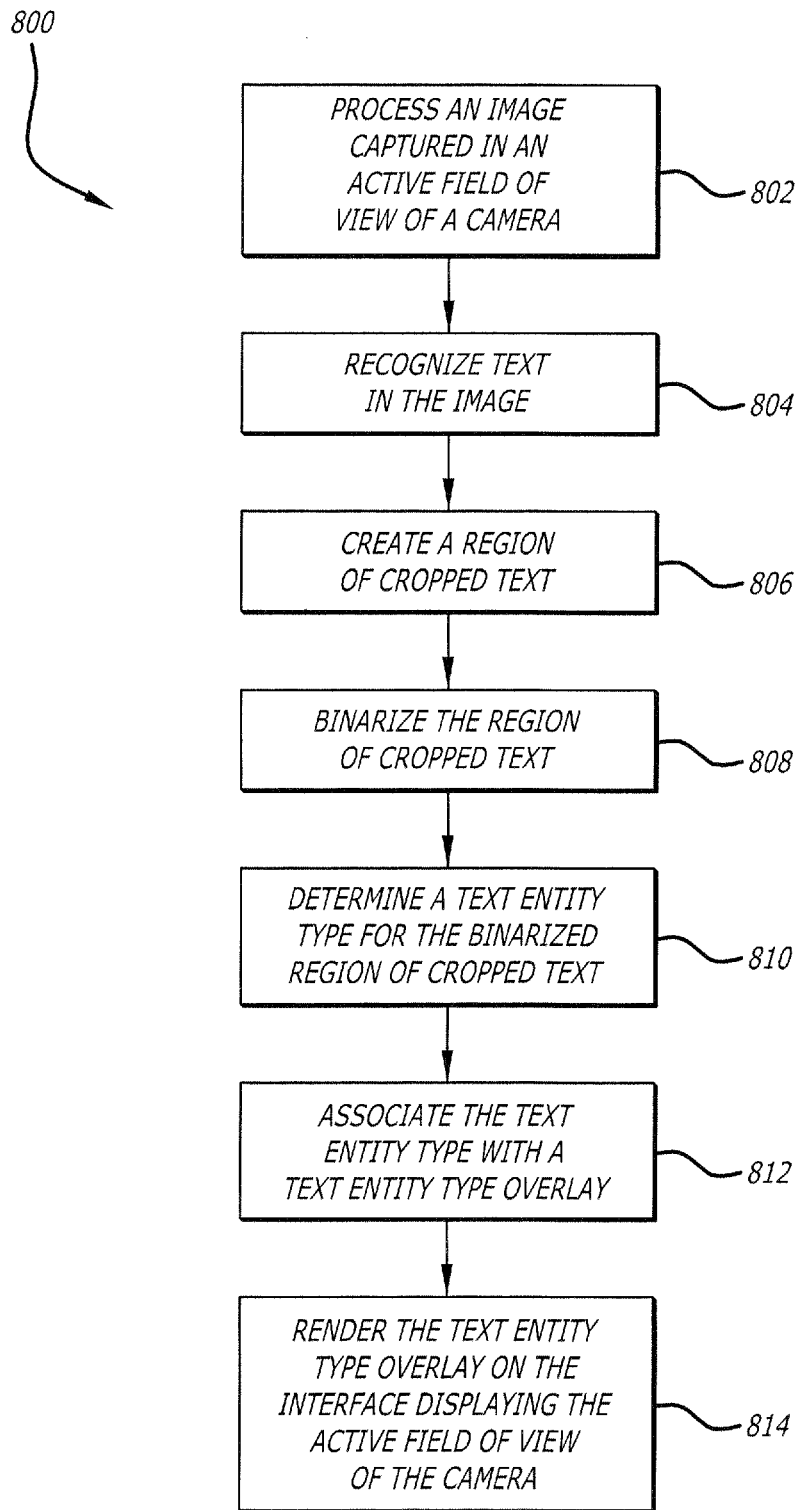 800
PROCESS AN IMAGE
CAPTURED IN AN
ACTIVE FIELD OF
VIEW OF A CAMERA
802
RECOGNIZE TEXT
IN THE IMAGE
804
CREATE A REGION
OF CROPPED TEXT
806
BINARIZE THE REGION
OF CROPPED TEXT
808
DETERMINE A TEXT ENTITY
TYPE FOR THE BINARIZED
REGION OF CROPPED TEXT
810
ASSOCIATE THE TEXT
ENTITY TYPE WITH A
TEXT ENTITY TYPE OVERLAY
812
RENDER THE TEXT ENTITY
TYPE OVERLAY ON THE
INTERFACE DISPLAYING THE
ACTIVE FIELD OF VIEW
OF THE CAMERA
814